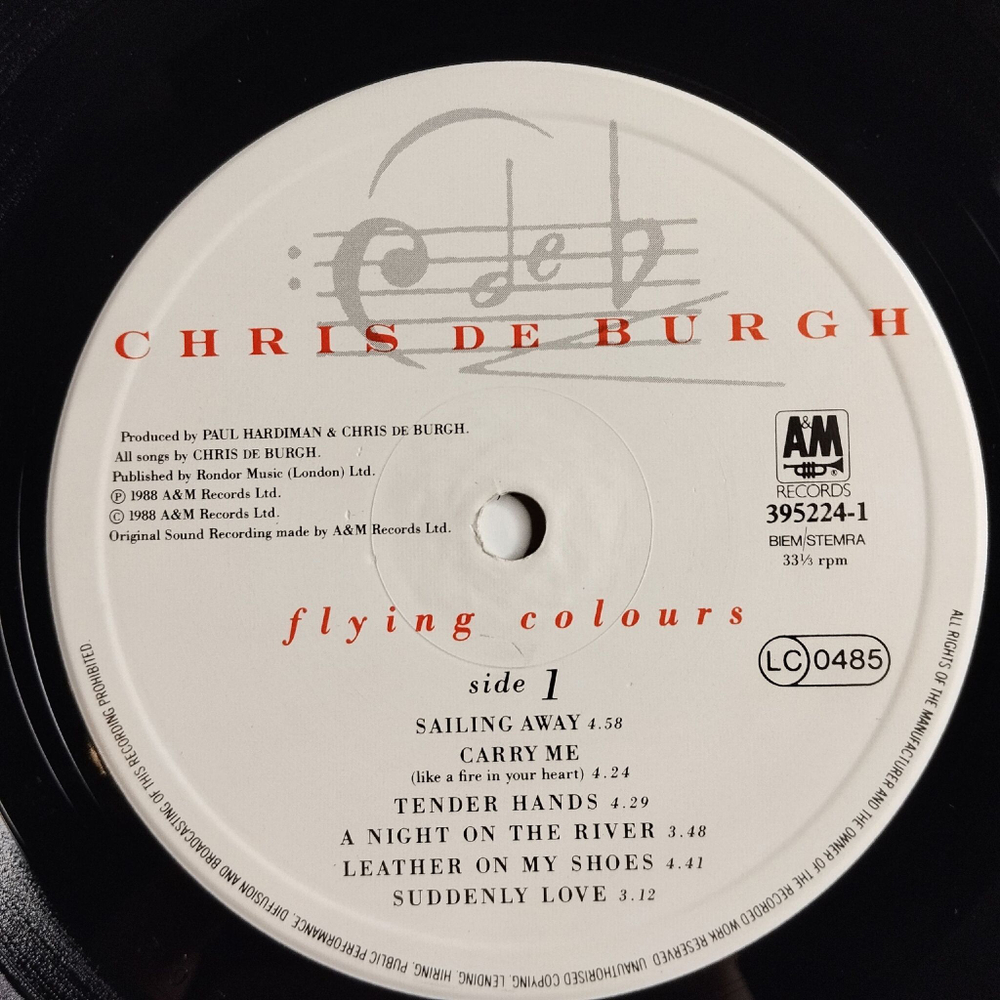 C de b
CHRIS DE BURGH
Produced by PAUL HARDIMAN & CHRIS DE BURGH.
All songs by CHRIS DE BURGH.
Published by Rondor Music (London) Ltd.
Ⓟ 1988 A&M Records Ltd.
© 1988 A&M Records Ltd.
Original Sound Recording made by A&M Records Ltd.
A&M
®
RECORDS
395224-1
BIEM/STEMRA
33⅓ rpm
flying colours
LC 0485
side 1
SAILING AWAY 4.58
CARRY ME
(like a fire in your heart) 4.24
TENDER HANDS 4.29
A NIGHT ON THE RIVER 3.48
LEATHER ON MY SHOES 4.41
SUDDENLY LOVE 3.12
ALL RIGHTS OF THE MANUFACTURER AND THE OWNER OF THE RECORDED WORK RESERVED. UNAUTHORISED COPYING, LENDING, HIRING, PUBLIC PERFORMANCE, DIFFUSION AND BROADCASTING OF THIS RECORDING PROHIBITED.